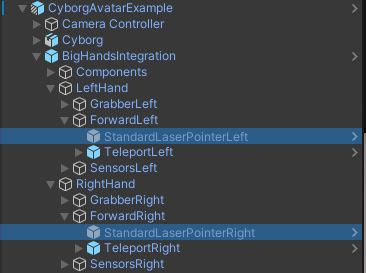 CyborgAvatarExample
Camera Controller
Cyborg
BigHandsIntegration
Components
LeftHand
GrabberLeft
ForwardLeft
StandardLaserPointerLeft
TeleportLeft
SensorsLeft
RightHand
GrabberRight
ForwardRight
StandardLaserPointerRight
TeleportRight
SensorsRight